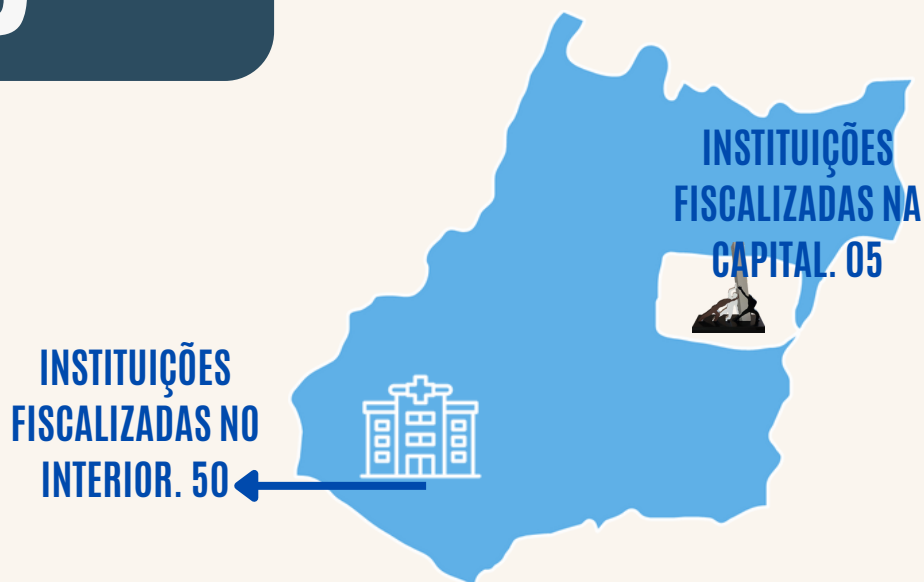 INSTITUIÇÕES
FISCALIZADAS NA
CAPITAL. 05
INSTITUIÇÕES
FISCALIZADAS NO
INTERIOR. 50